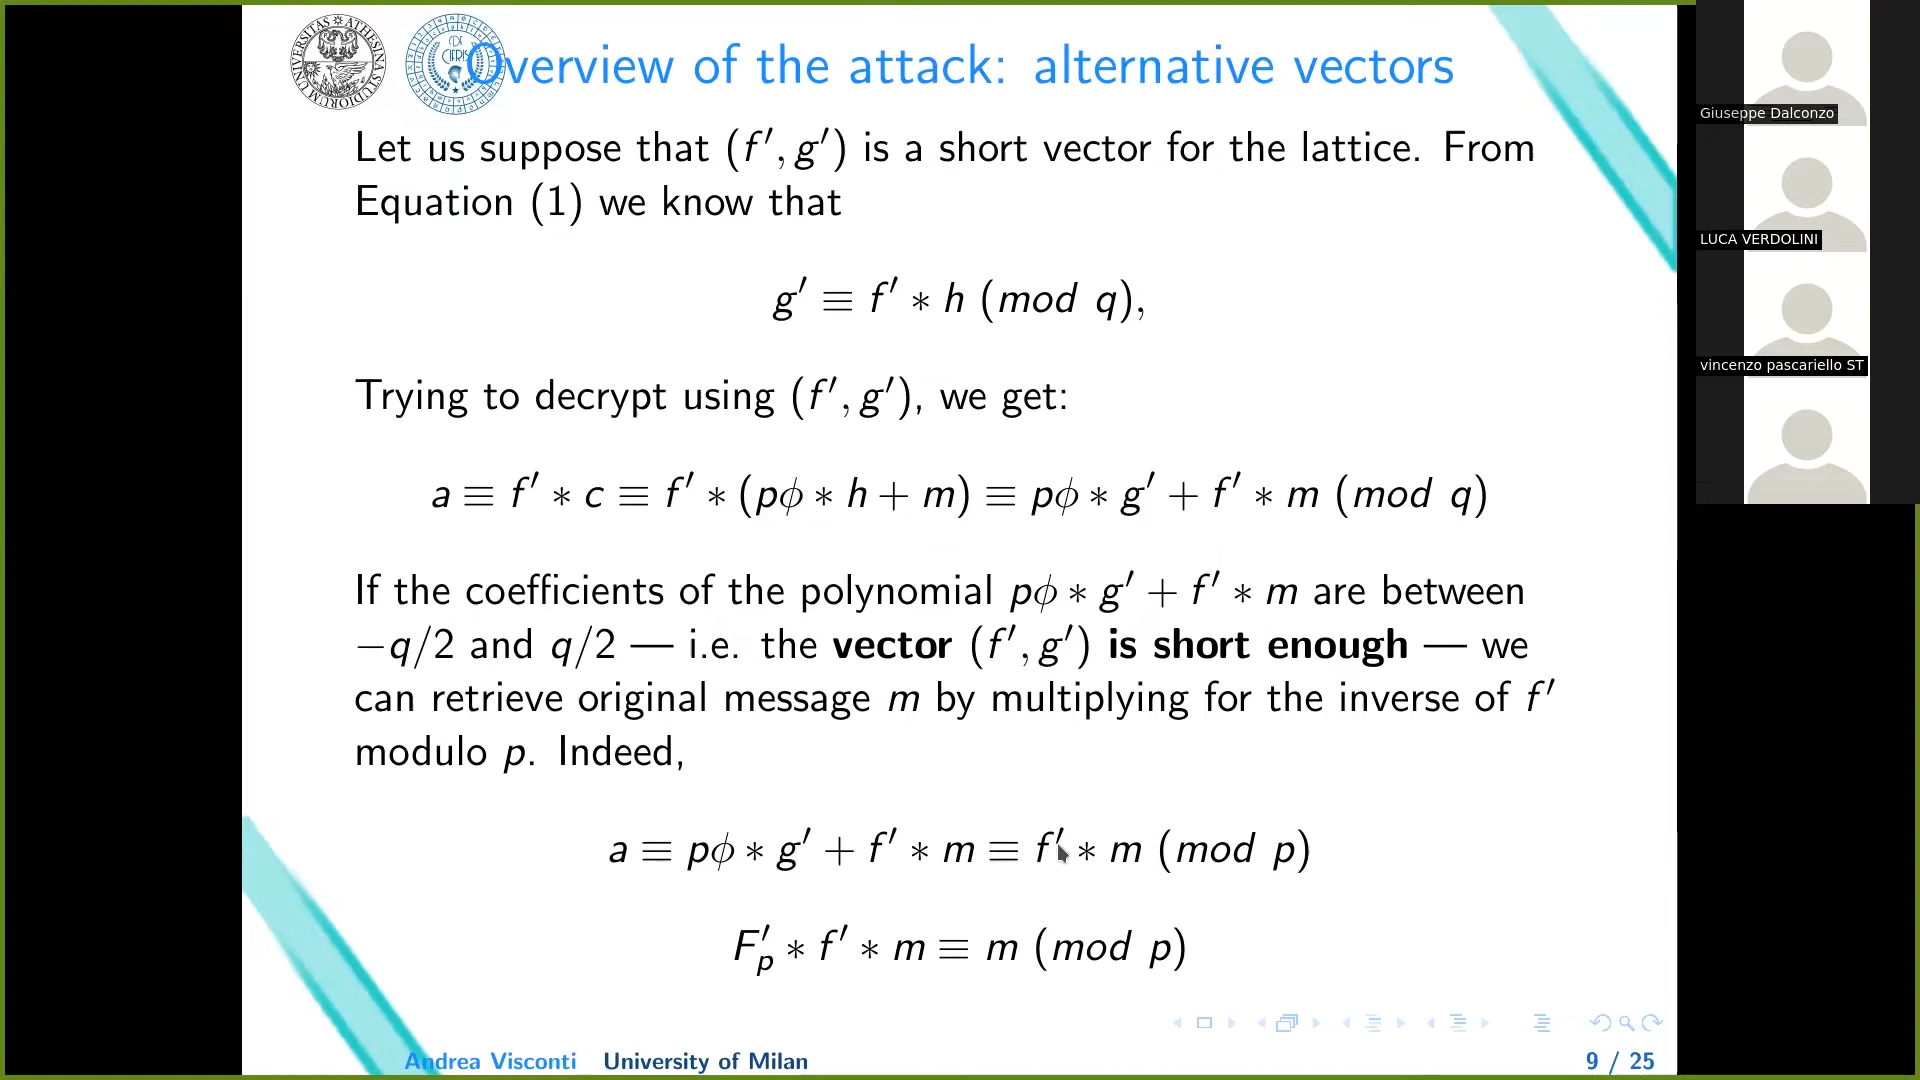 Overview of the attack: alternative vectors
Let us suppose that (f′, g′) is a short vector for the lattice. From
Equation (1) we know that
g′ ≡ f′ ∗ h (mod q),
Trying to decrypt using (f′, g′), we get:
a ≡ f′ ∗ c ≡ f′ ∗ (pϕ ∗ h + m) ≡ pϕ ∗ g′ + f′ ∗ m (mod q)
If the coefficients of the polynomial pϕ ∗ g′ + f′ ∗ m are between
−q/2 and q/2 — i.e. the vector (f′, g′) is short enough — we
can retrieve original message m by multiplying for the inverse of f′
modulo p. Indeed,
a ≡ pϕ ∗ g′ + f′ ∗ m ≡ f′ ∗ m (mod p)
F′p ∗ f′ ∗ m ≡ m (mod p)
Andrea Visconti University of Milan
9 / 25
Giuseppe Dalconzo
LUCA VERDOLINI
vincenzo pascariello ST
DE
CIFRIS